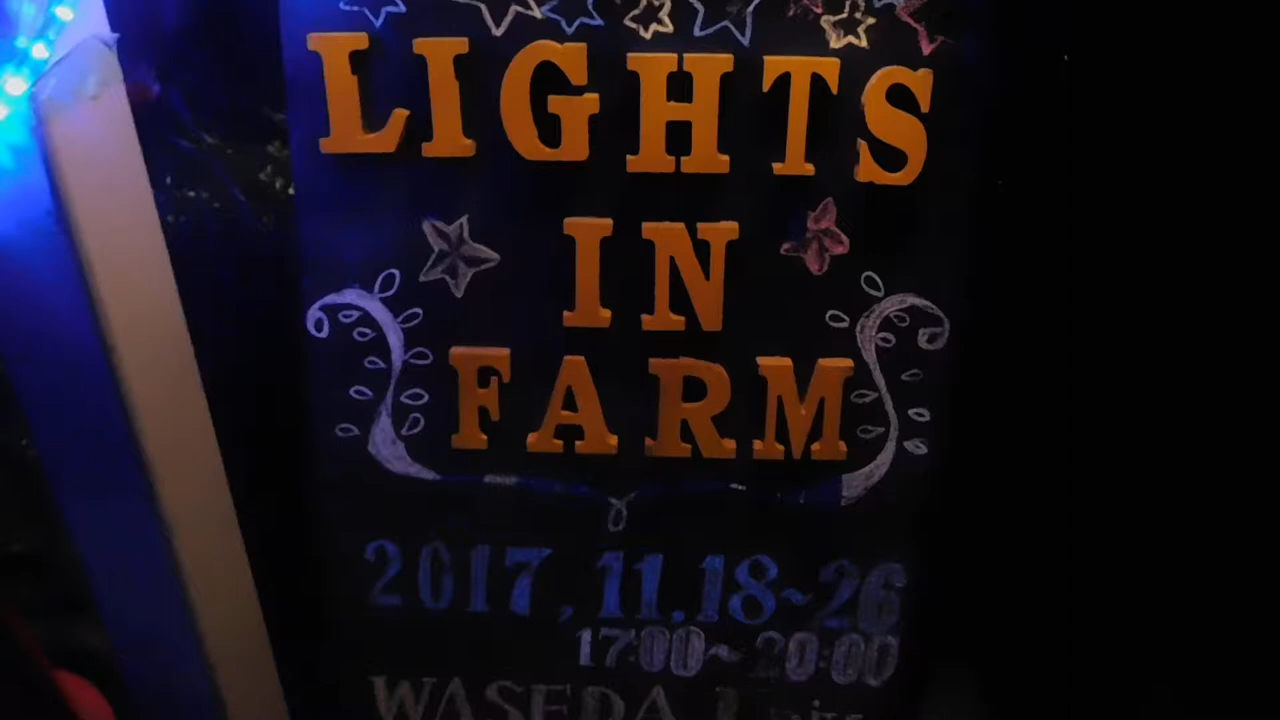 LIGHTS
IN
FARM
2017.11.18~26
17:00~20:00
WASEDA